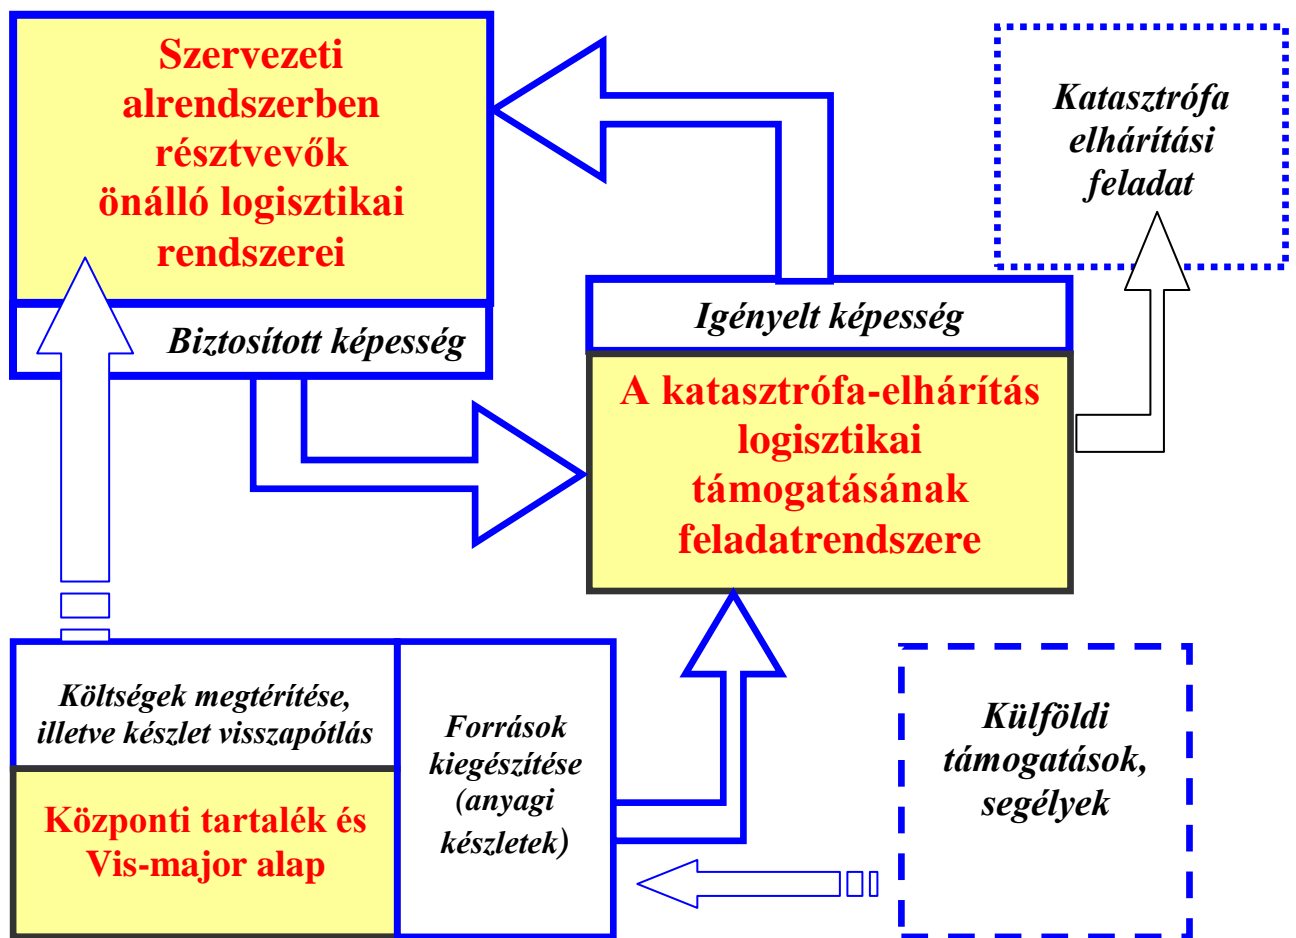 Szervezeti
alrendszerben
résztvevők
önálló logisztikai
rendszerei
Biztosított képesség
Katasztrófa
elhárítási
feladat
Igényelt képesség
A katasztrófa-elhárítás
logisztikai
támogatásának
feladatrendszere
Költségek megtérítése,
illetve készlet visszapótlás
Központi tartalék és
Vis-major alap
Források
kiegészítése
(anyagi
készletek)
Külföldi
támogatások,
segélyek